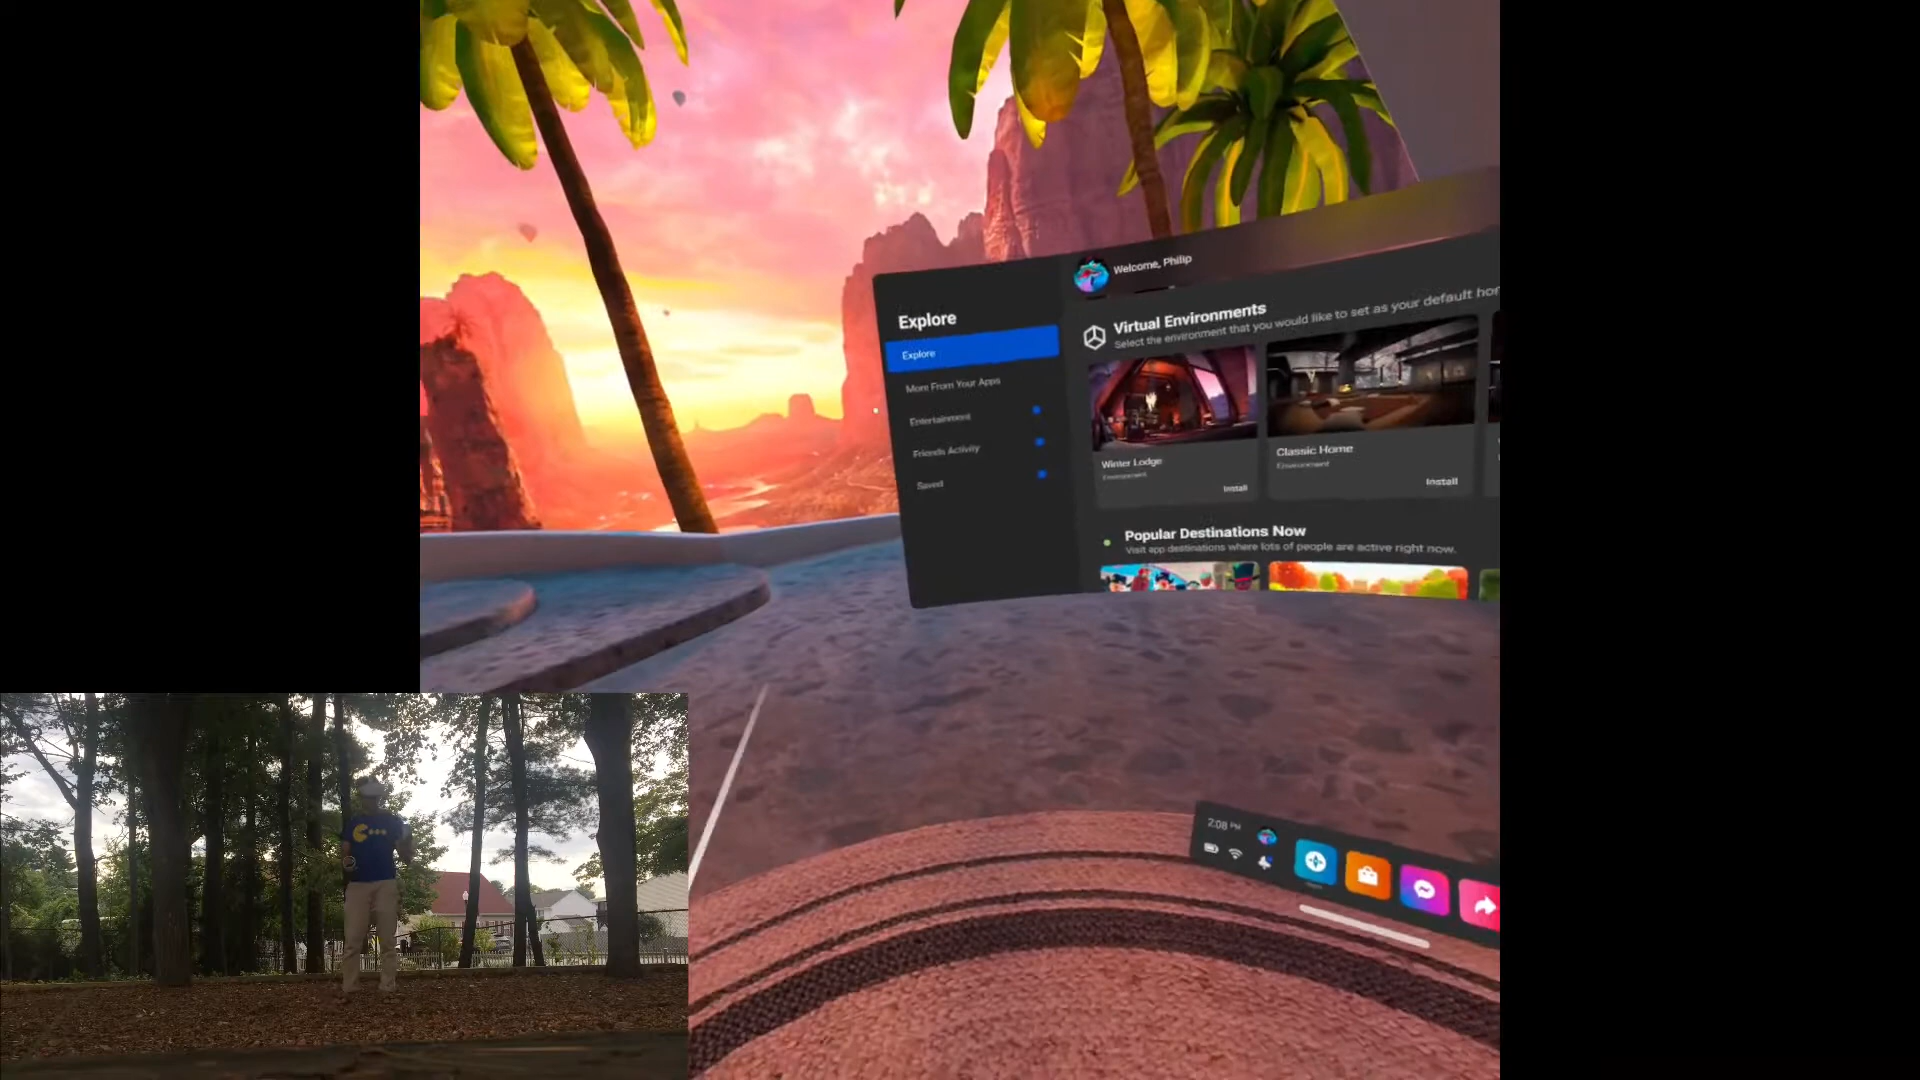 Welcome, Philip
Explore
Explore
More From Your Apps
Entertainment
Friends Activity
Saved
Virtual Environments
Select the environment that you would like to set as your default
Winter Lodge
Environment
Install
Classic Home
Environment
Install
Popular Destinations Now
Visit app destinations where lots of people are active right now.
2:08 PM